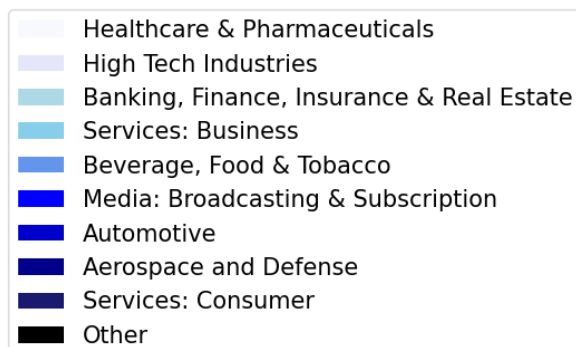 Healthcare & Pharmaceuticals
High Tech Industries
Banking, Finance, Insurance & Real Estate
Services: Business
Beverage, Food & Tobacco
Media: Broadcasting & Subscription
Automotive
Aerospace and Defense
Services: Consumer
Other